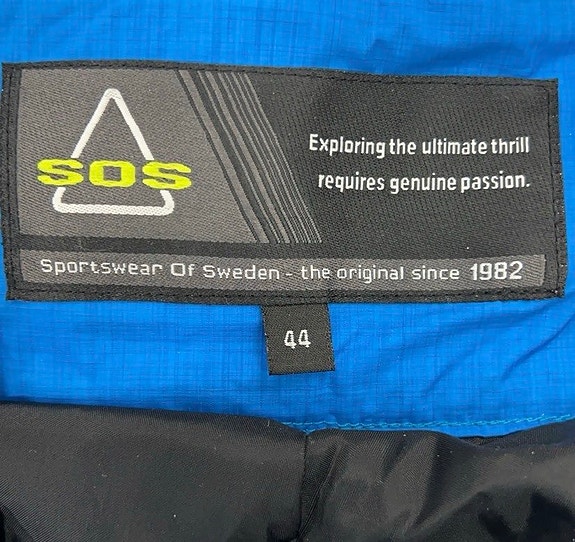 SOS
Exploring the ultimate thrill
requires genuine passion.
Sportswear Of Sweden - the original since 1982
44